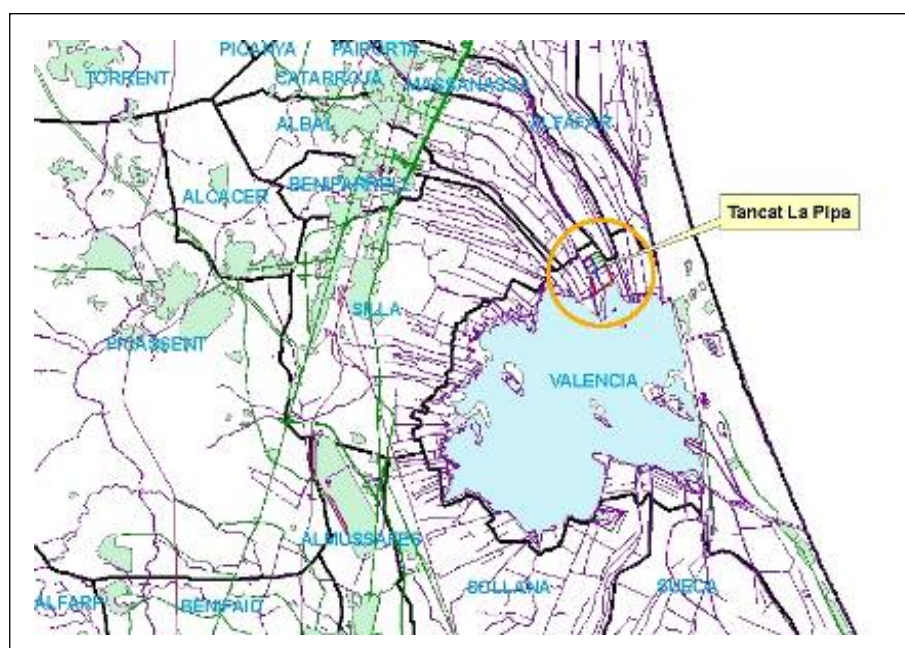 PICANYA
PAIPORTA
TORRENT
CATARROJA
MASSANASSA
ALBAL
ALFAFAR
BENIPARRELL
ALCACER
Tancat La Pipa
SILLA
PICASSENT
VALENCIA
ALMUSSAFES
SOLLANA
SUECA
ALFARP
BENIFAIO